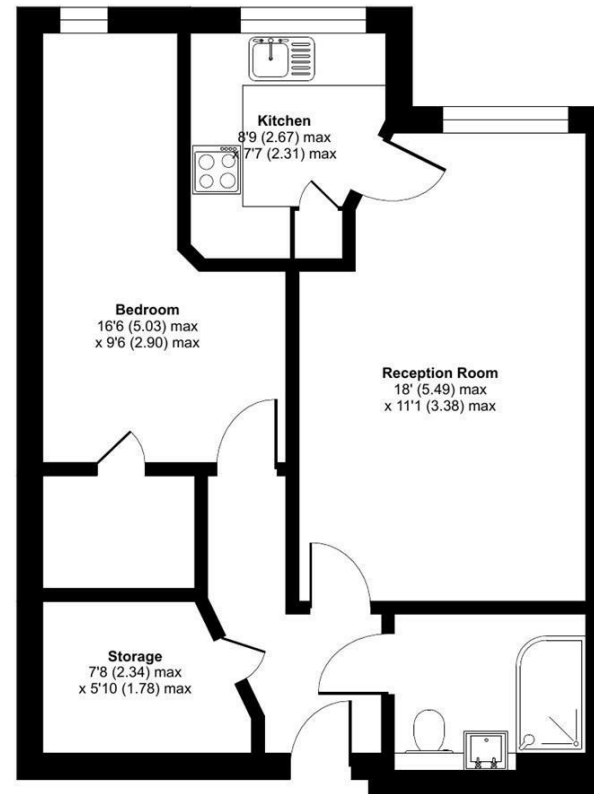 Kitchen
8'9 (2.67) max
x 7'7 (2.31) max
Bedroom
16'6 (5.03) max
x 9'6 (2.90) max
Reception Room
18' (5.49) max
x 11'1 (3.38) max
Storage
7'8 (2.34) max
x 5'10 (1.78) max